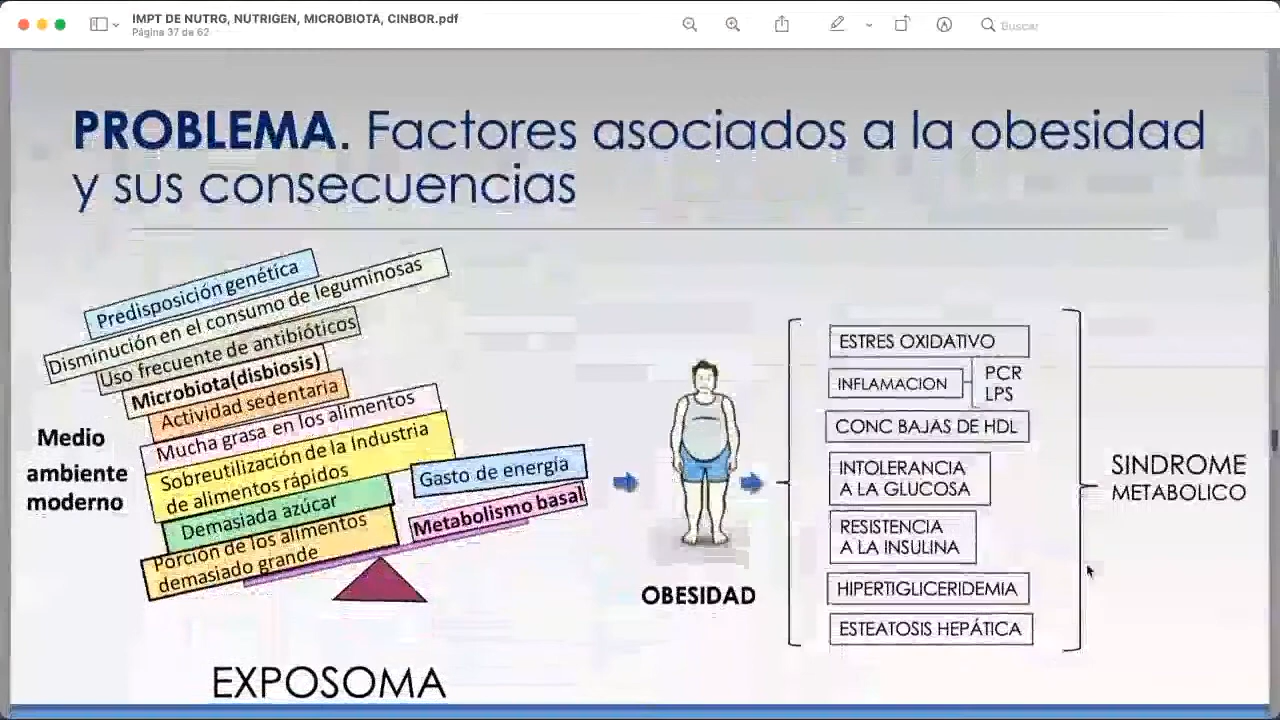 IMPT DE NUTRG, NUTRIGEN, MICROBIOTA, CINBOR.pdf
Página 37 de 62
Buscar
PROBLEMA. Factores asociados a la obesidad
y sus consecuencias
Predisposición genética
Disminución en el consumo de leguminosas
Uso frecuente de antibióticos
Microbiota(disbiosis)
Actividad sedentaria
Mucha grasa en los alimentos
Sobreutilización de la Industria
de alimentos rápidos
Demasiada azúcar
Porción de los alimentos
demasiado grande
Medio
ambiente
moderno
Gasto de energía
Metabolismo basal
EXPOSOMA
OBESIDAD
ESTRES OXIDATIVO
INFLAMACION
PCR
LPS
CONC BAJAS DE HDL
INTOLERANCIA
A LA GLUCOSA
RESISTENCIA
A LA INSULINA
HIPERTIGLICERIDEMIA
ESTEATOSIS HEPÁTICA
SINDROME
METABOLICO